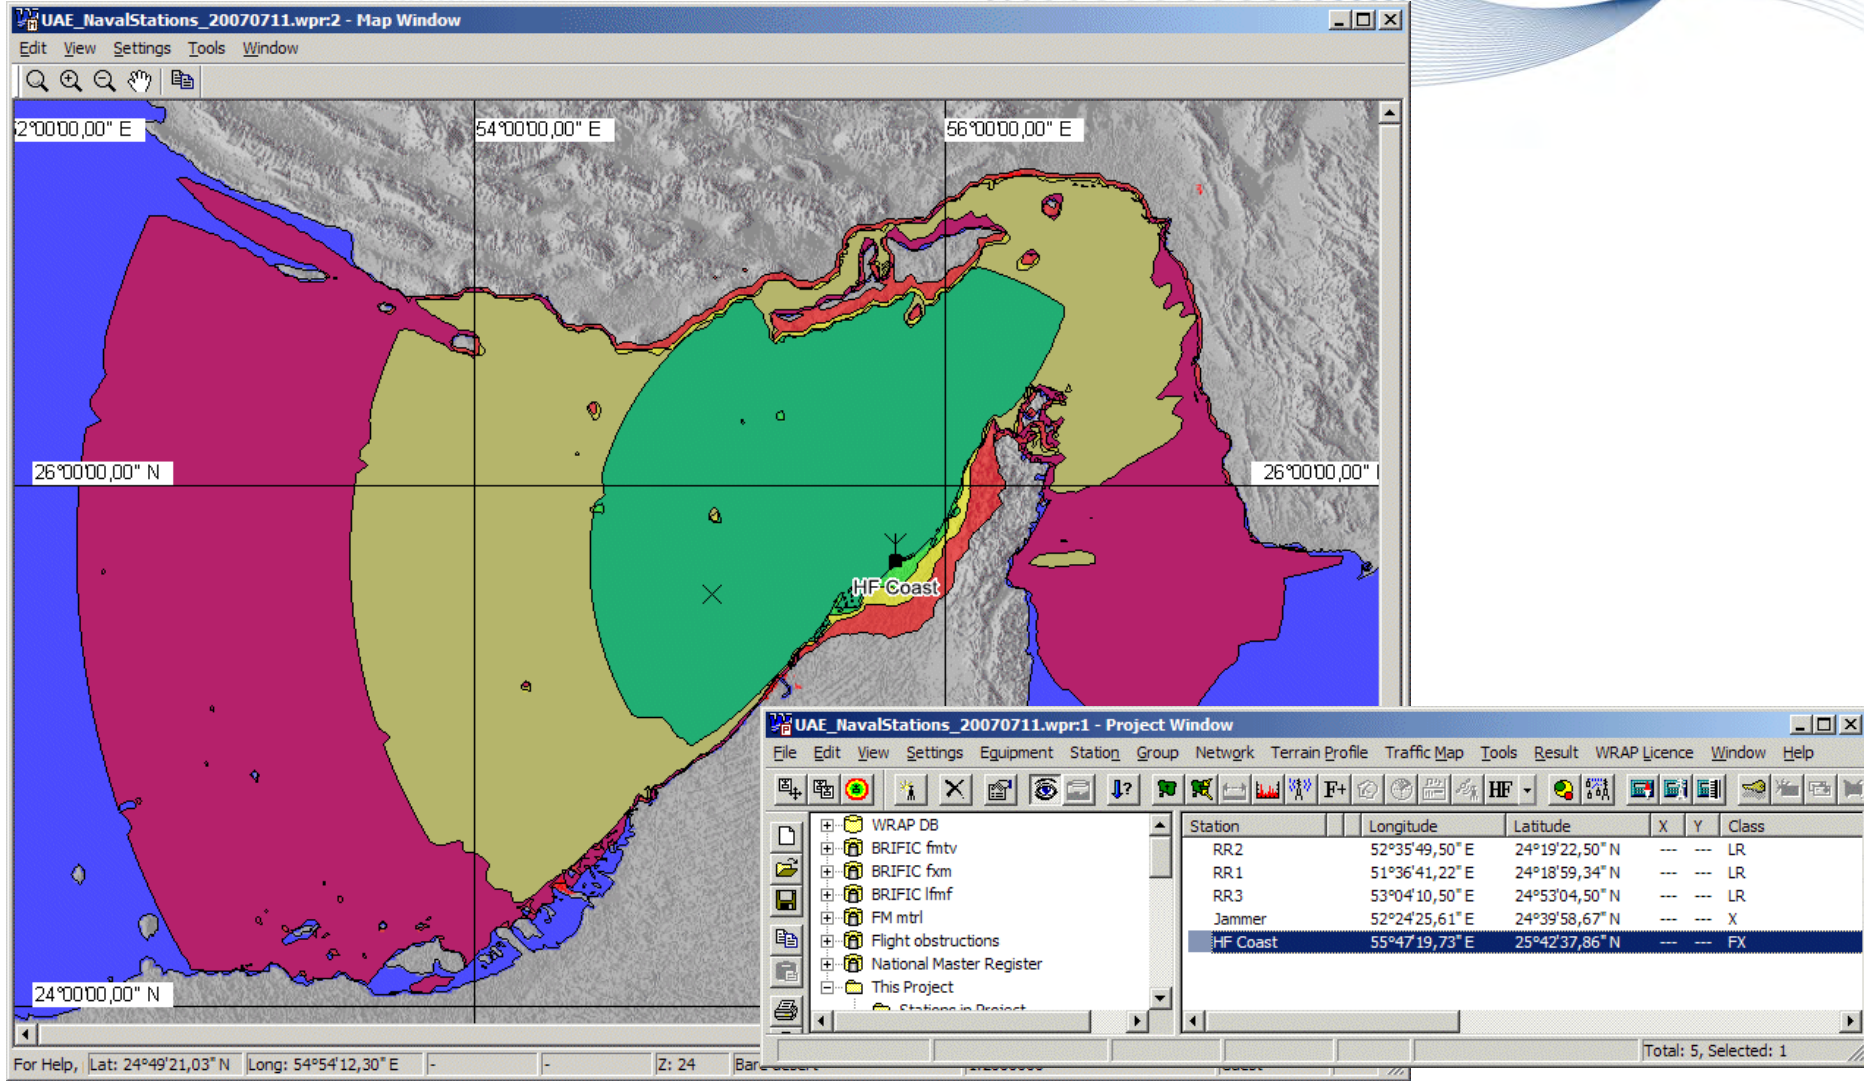 UAE_NavalStations_20070711.wpr:2 - Map Window
Edit View Settings Tools Window
2°00'00,00" E 54°00'00,00" E 56°00'00,00" E
26°00'00,00" N 26°00'00,00"
HF Coast
24°00'00,00" N
For Help, Lat: 24°49'21,03" N Long: 54°54'12,30" E - - Z: 24
UAE_NavalStations_20070711.wpr:1 - Project Window
File Edit View Settings Equipment Station Group Network Terrain Profile Traffic Map Tools Result WRAP Licence Window Help
F+ HF
WRAP DB
BRIFIC fmtv
BRIFIC fxm
BRIFIC lfmf
FM mtrl
Flight obstructions
National Master Register
This Project
Stations in Project
Station Longitude Latitude X Y Class
RR2 52°35'49,50" E 24°19'22,50" N --- --- LR
RR1 51°36'41,22" E 24°18'59,34" N --- --- LR
RR3 53°04'10,50" E 24°53'04,50" N --- --- LR
Jammer 52°24'25,61" E 24°39'58,67" N --- --- X
HF Coast 55°47'19,73" E 25°42'37,86" N --- --- FX
Total: 5, Selected: 1